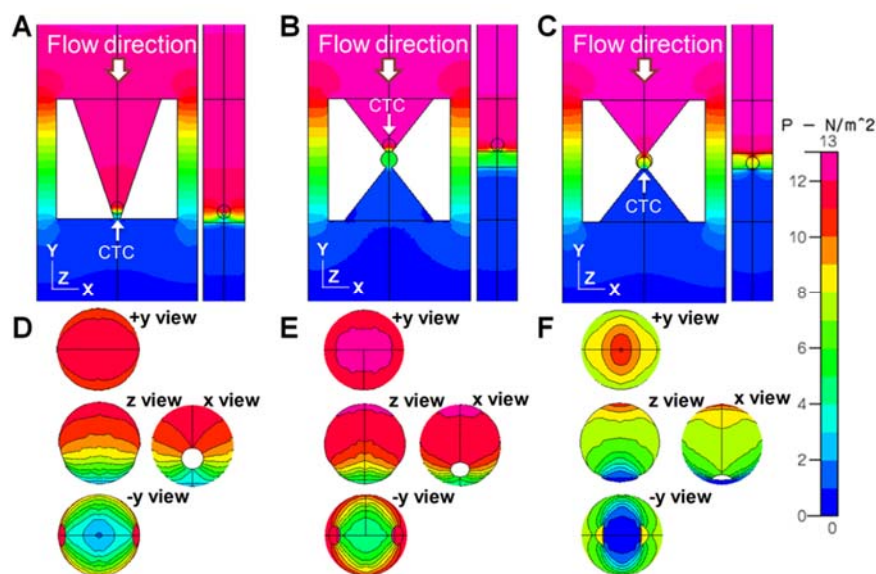 A
Flow direction
CTC
Y
Z
X
B
Flow direction
CTC
Y
Z
X
C
Flow direction
CTC
Y
Z
X
P - N/m^2
13
12
10
8
6
4
2
0
0
D
+y view
z view
x view
-y view
E
+y view
z view
x view
-y view
F
+y view
z view
x view
-y view